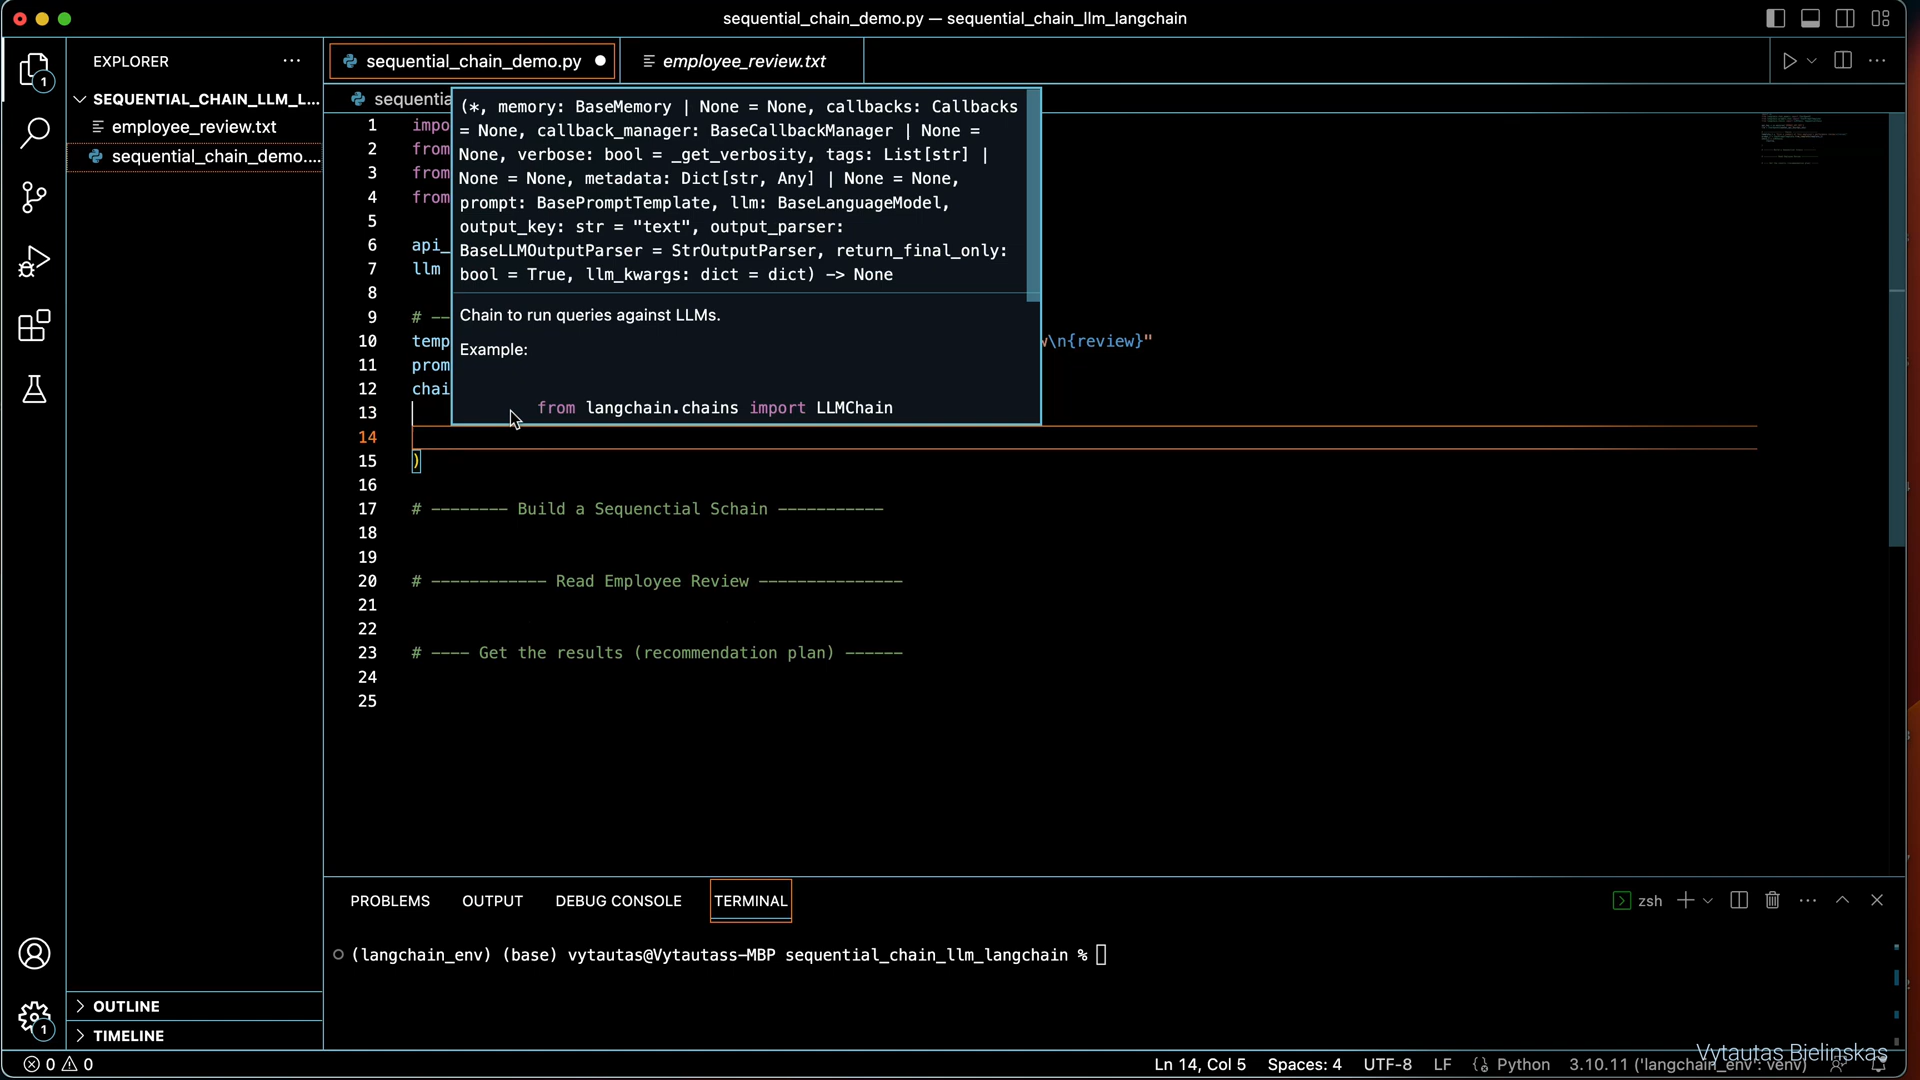 sequential_chain_demo.py — sequential_chain_llm_langchain
1
EXPLORER
SEQUENTIAL_CHAIN_LLM_L...
employee_review.txt
sequential_chain_demo....
sequential_chain_demo.py
employee_review.txt
sequentia
(*, memory: BaseMemory | None = None, callbacks: Callbacks
= None, callback_manager: BaseCallbackManager | None =
None, verbose: bool = _get_verbosity, tags: List[str] |
None = None, metadata: Dict[str, Any] | None = None,
prompt: BasePromptTemplate, llm: BaseLanguageModel,
output_key: str = "text", output_parser:
BaseLLMOutputParser = StrOutputParser, return_final_only:
bool = True, llm_kwargs: dict = dict) -> None
Chain to run queries against LLMs.
Example:
from langchain.chains import LLMChain
1 impo
2 from
3 from
4 from
5
6 api_
7 llm
8
9 # --
10 temp \n{review}"
11 prom
12 chai
13
14
15 )
16
17 # -------- Build a Sequenctial Schain -----------
18
19
20 # ------------ Read Employee Review ---------------
21
22
23 # ---- Get the results (recommendation plan) ------
24
25
PROBLEMS OUTPUT DEBUG CONSOLE TERMINAL
zsh
(langchain_env) (base) vytautas@Vytautass-MBP sequential_chain_llm_langchain %
OUTLINE
1
TIMELINE
0 0
Ln 14, Col 5 Spaces: 4 UTF-8 LF {} Python 3.10.11 ('langchain_env': venv)
Vytautas Bielinskas